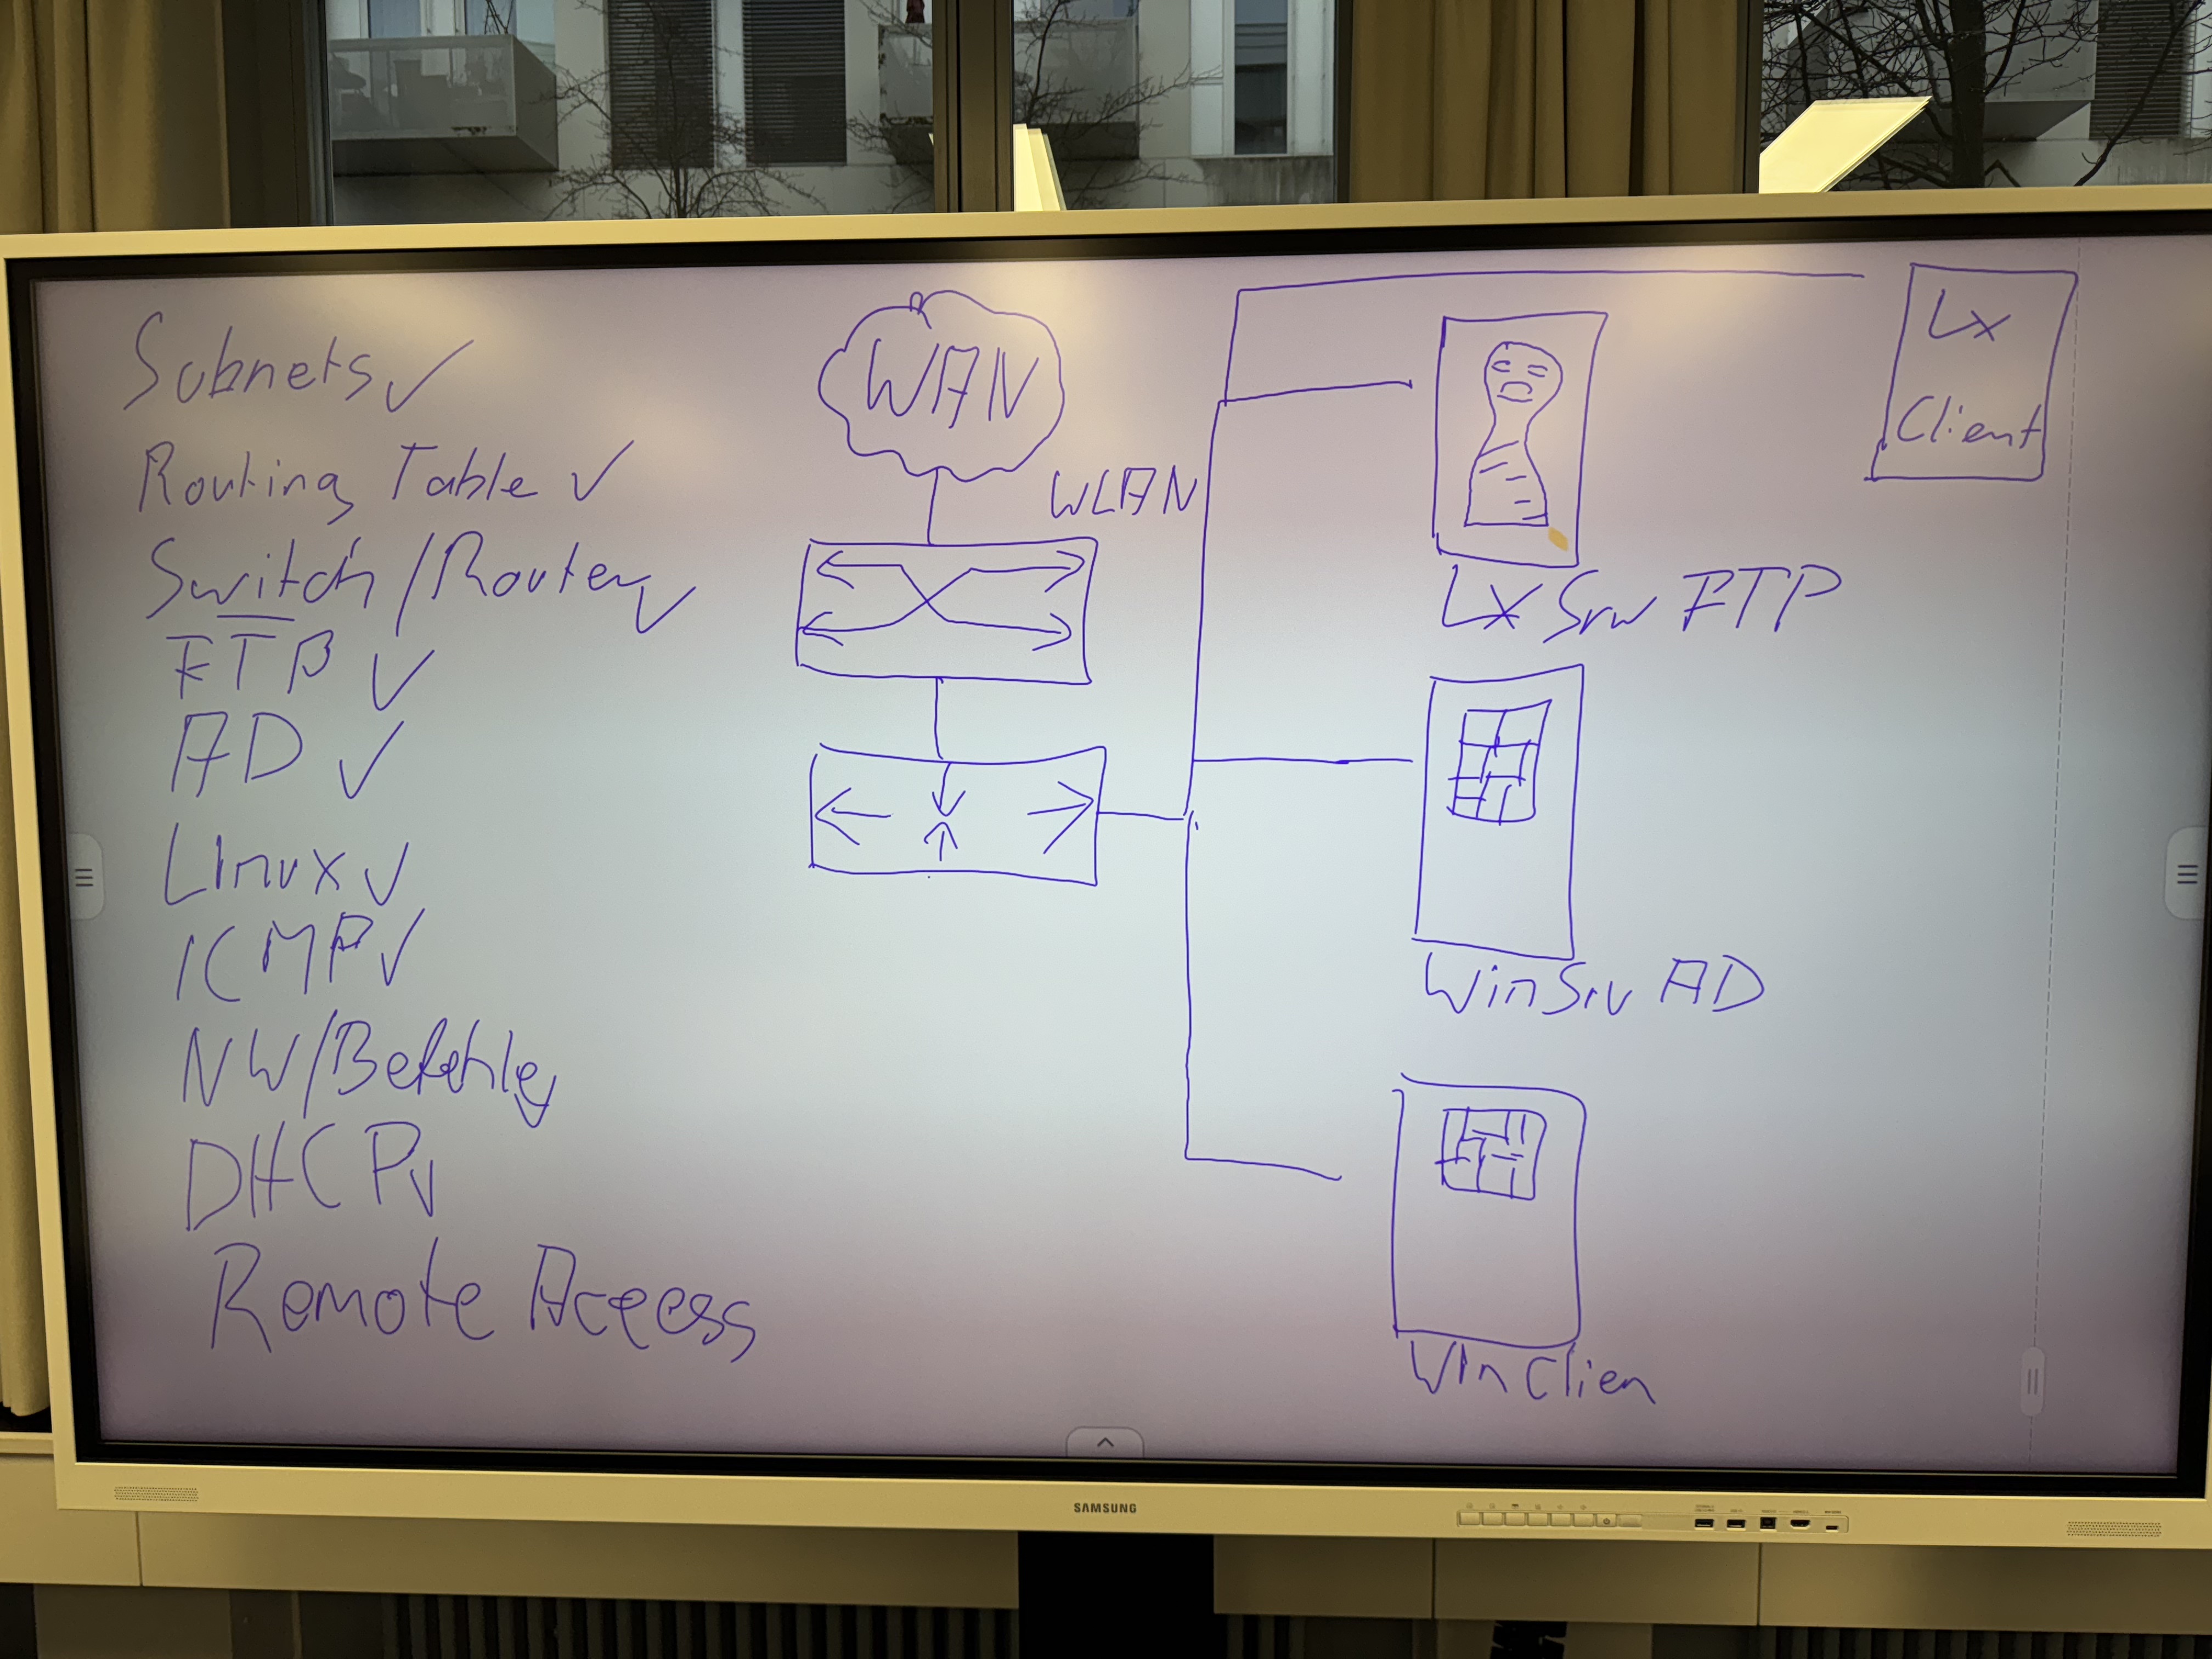 Subnets ✓
Routing Table ✓
Switch/Router ✓
FTP ✓
AD ✓
Linux ✓
ICMP ✓
NW/Befehle ✓
DHCP ✓
Remote Access
WAN
WLAN
Lx
Client
Lx Srv FTP
WinSrv AD
Win Clien
SAMSUNG